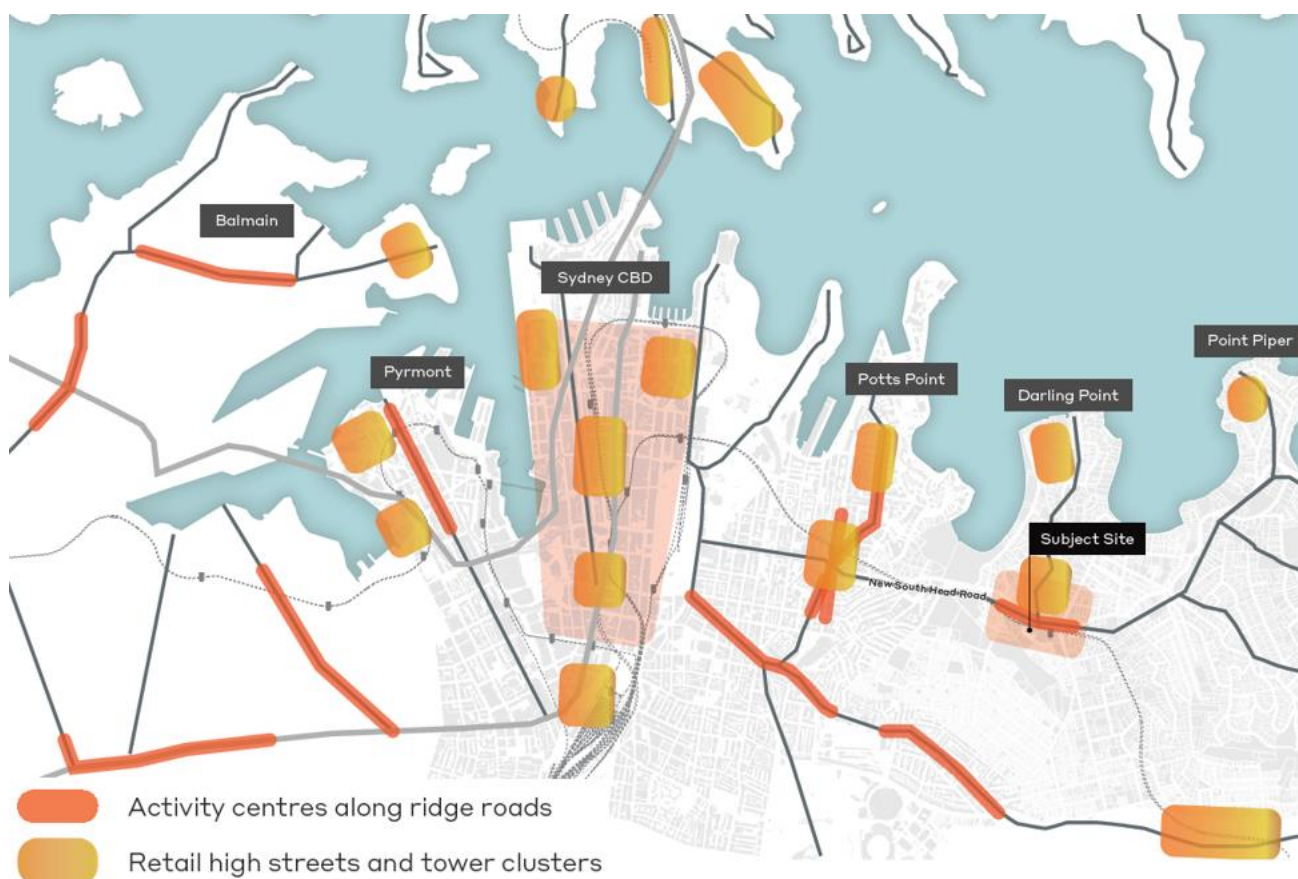 Balmain
Sydney CBD
Pyrmont
Potts Point
Darling Point
Point Piper
Subject Site
New South Head Road
Activity centres along ridge roads
Retail high streets and tower clusters